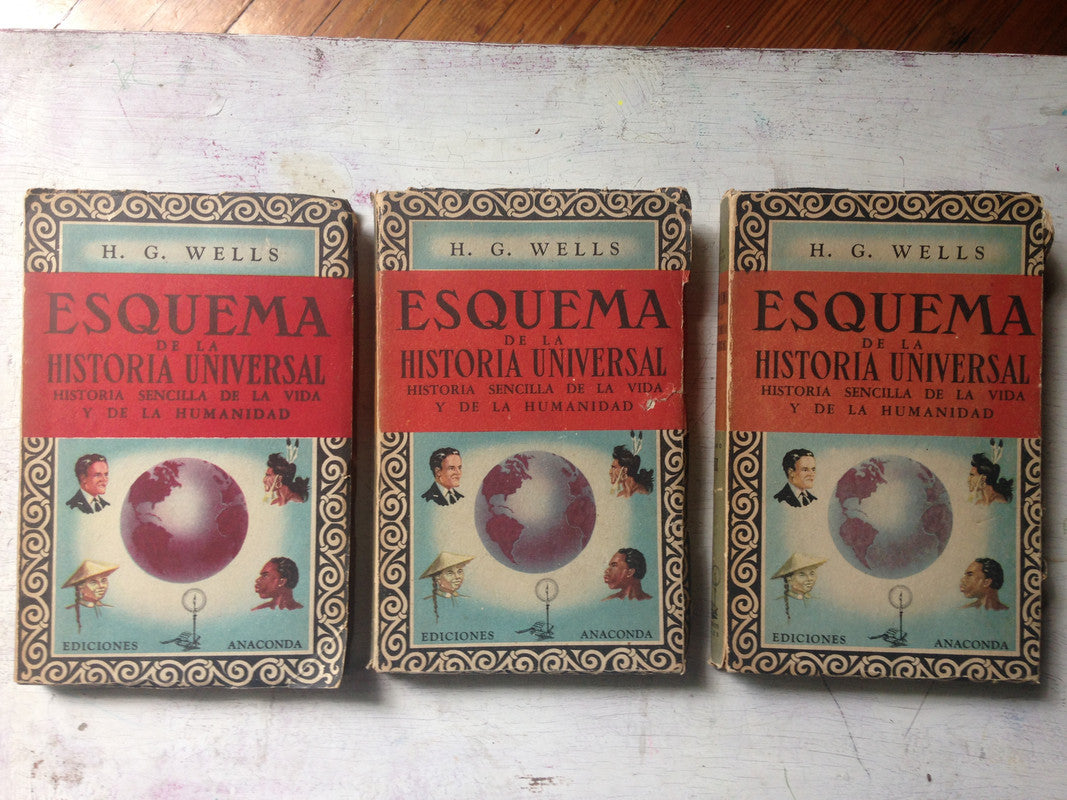 H. G. WELLS
ESQUEMA
DE LA
HISTORIA UNIVERSAL
HISTORIA SENCILLA DE LA VIDA
Y DE LA HUMANIDAD
EDICIONES ANACONDA
H. G. WELLS
ESQUEMA
DE LA
HISTORIA UNIVERSAL
HISTORIA SENCILLA DE LA VIDA
Y DE LA HUMANIDAD
EDICIONES ANACONDA
H. G. WELLS
ESQUEMA
DE LA
HISTORIA UNIVERSAL
HISTORIA SENCILLA DE LA VIDA
Y DE LA HUMANIDAD
EDICIONES ANACONDA